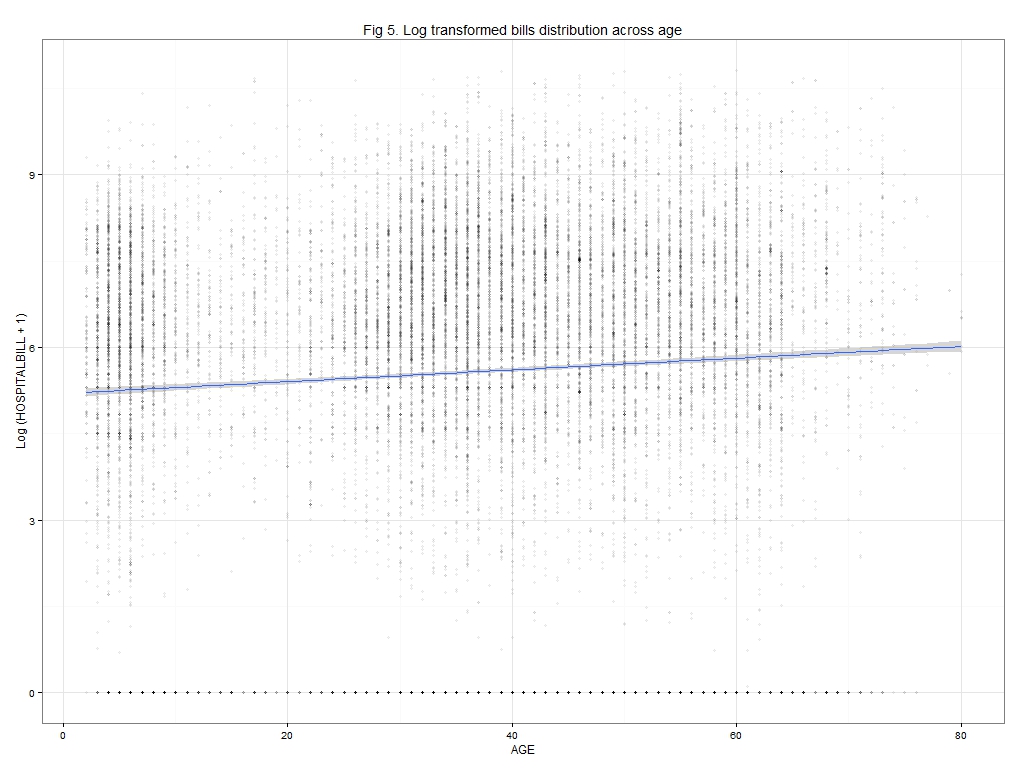 Fig 5. Log transformed bills distribution across age
Log (HOSPITALBILL + 1)
9
6
3
0
0 20 40 60 80
AGE